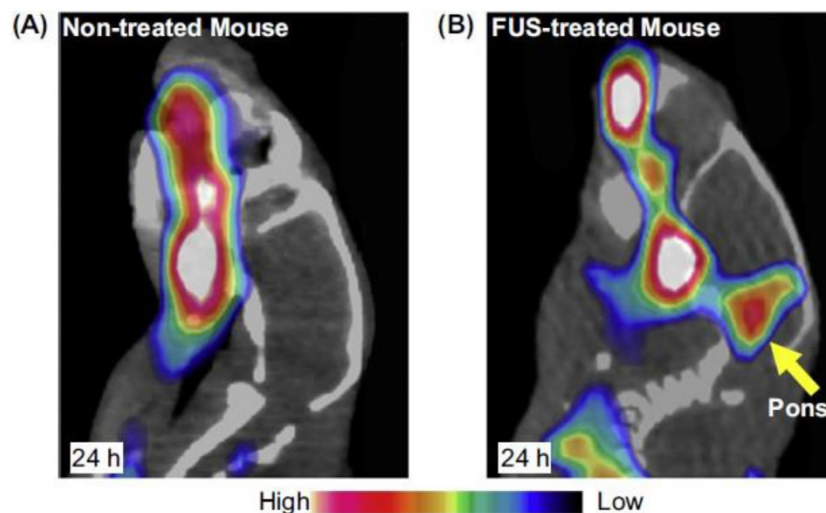 (A) Non-treated Mouse
(B) FUS-treated Mouse
Pons
24 h
24 h
High Low